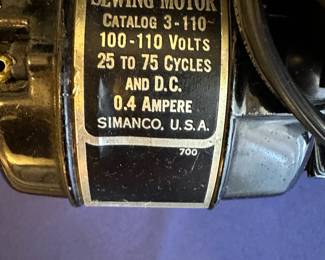 SEWING MOTOR
CATALOG 3-110~
100-110 VOLTS
25 TO 75 CYCLES
AND D.C.
0.4 AMPERE
SIMANCO, U.S.A.
700